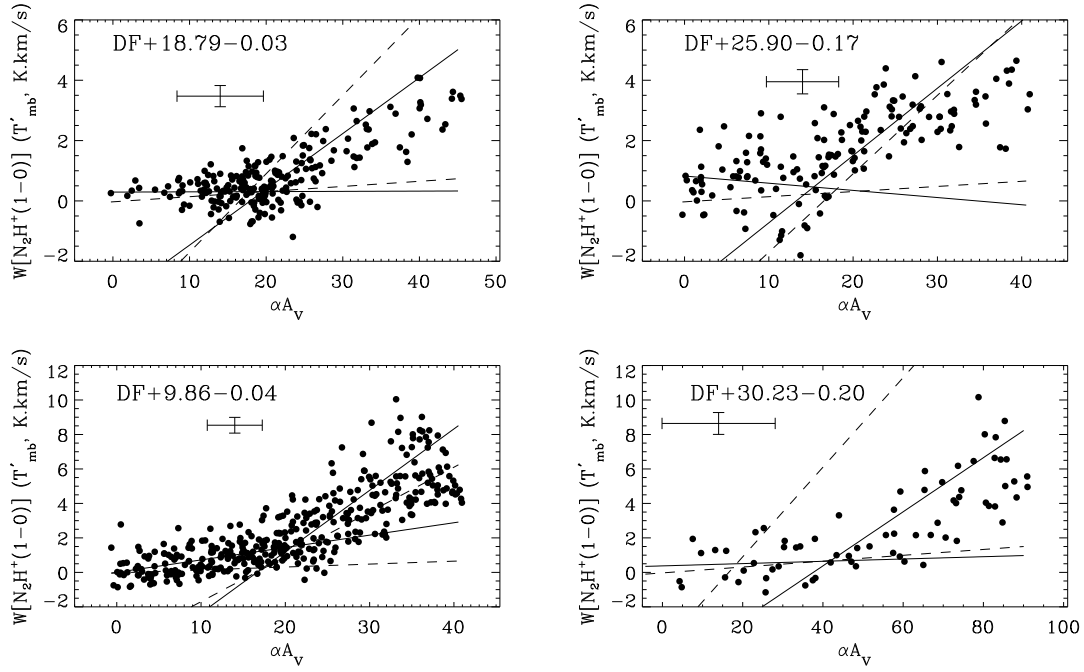 DF+18.79−0.03
W[N₂H⁺(1−0)] (T′mb, K.km/s)
6
4
2
0
−2
0 10 20 30 40 50
αAv
DF+25.90−0.17
W[N₂H⁺(1−0)] (T′mb, K.km/s)
6
4
2
0
−2
0 10 20 30 40
αAv
DF+9.86−0.04
W[N₂H⁺(1−0)] (T′mb, K.km/s)
12
10
8
6
4
2
0
−2
0 10 20 30 40
αAv
DF+30.23−0.20
W[N₂H⁺(1−0)] (T′mb, K.km/s)
12
10
8
6
4
2
0
−2
0 20 40 60 80 100
αAv